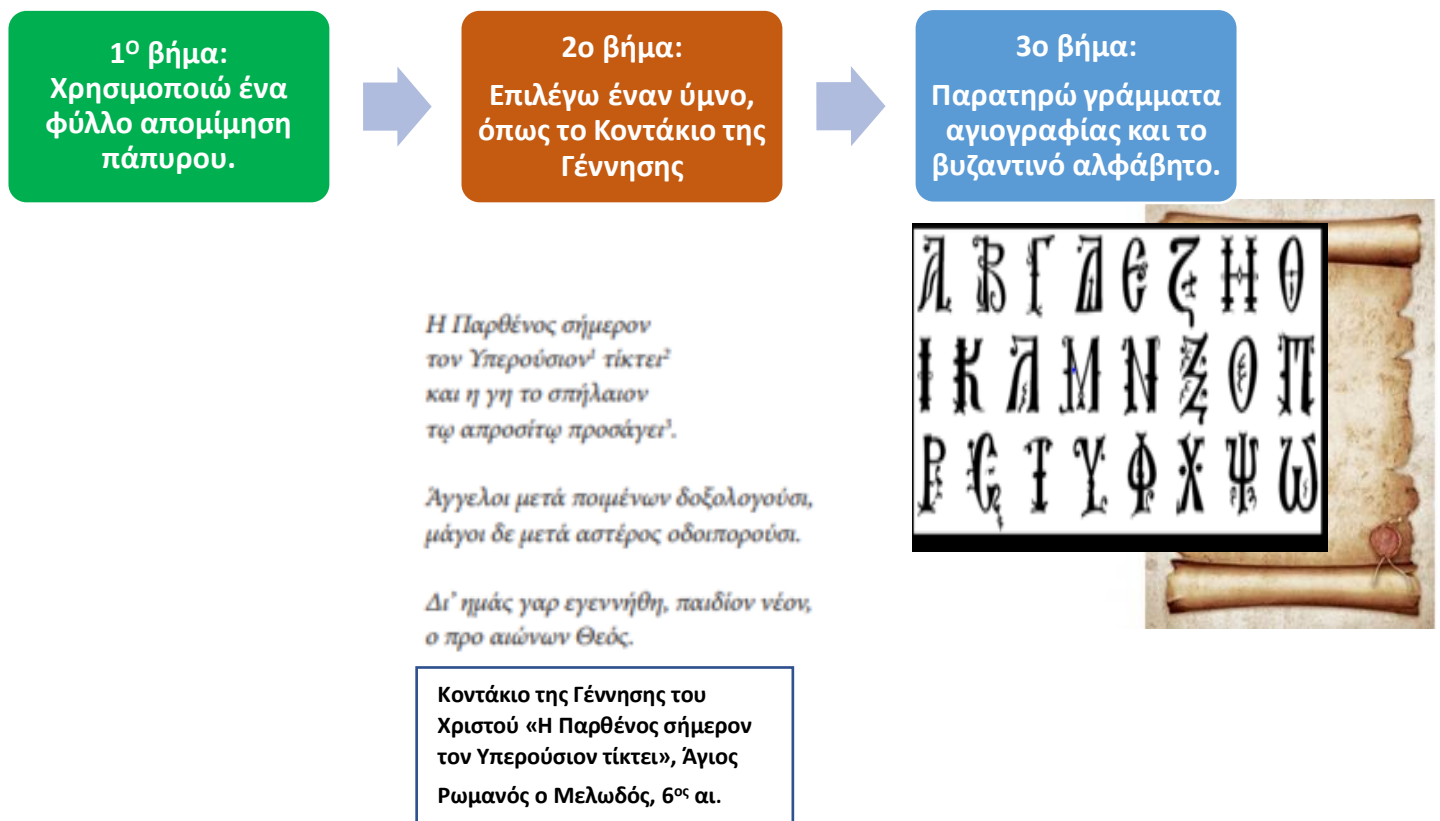 1Ο βήμα:
Χρησιμοποιώ ένα
φύλλο απομίμηση
πάπυρου.
2ο βήμα:
Επιλέγω έναν ύμνο,
όπως το Κοντάκιο της
Γέννησης
3ο βήμα:
Παρατηρώ γράμματα
αγιογραφίας και το
βυζαντινό αλφάβητο.
Η Παρθένος σήμερον
τον Υπερούσιον¹ τίκτει²
και η γη το σπήλαιον
τῳ απροσίτῳ προσάγει³.
Άγγελοι μετά ποιμένων δοξολογούσι,
μάγοι δε μετά αστέρος οδοιπορούσι.
Δι' ημάς γαρ εγεννήθη, παιδίον νέον,
ο προ αιώνων Θεός.
Κοντάκιο της Γέννησης του
Χριστού «Η Παρθένος σήμερον
τον Υπερούσιον τίκτει», Άγιος
Ρωμανός ο Μελωδός, 6ος αι.
Α Β Γ Δ Ε Ζ Η Θ
Ι Κ Λ Μ Ν Ξ Ο Π
Ρ Σ Τ Υ Φ Χ Ψ Ω